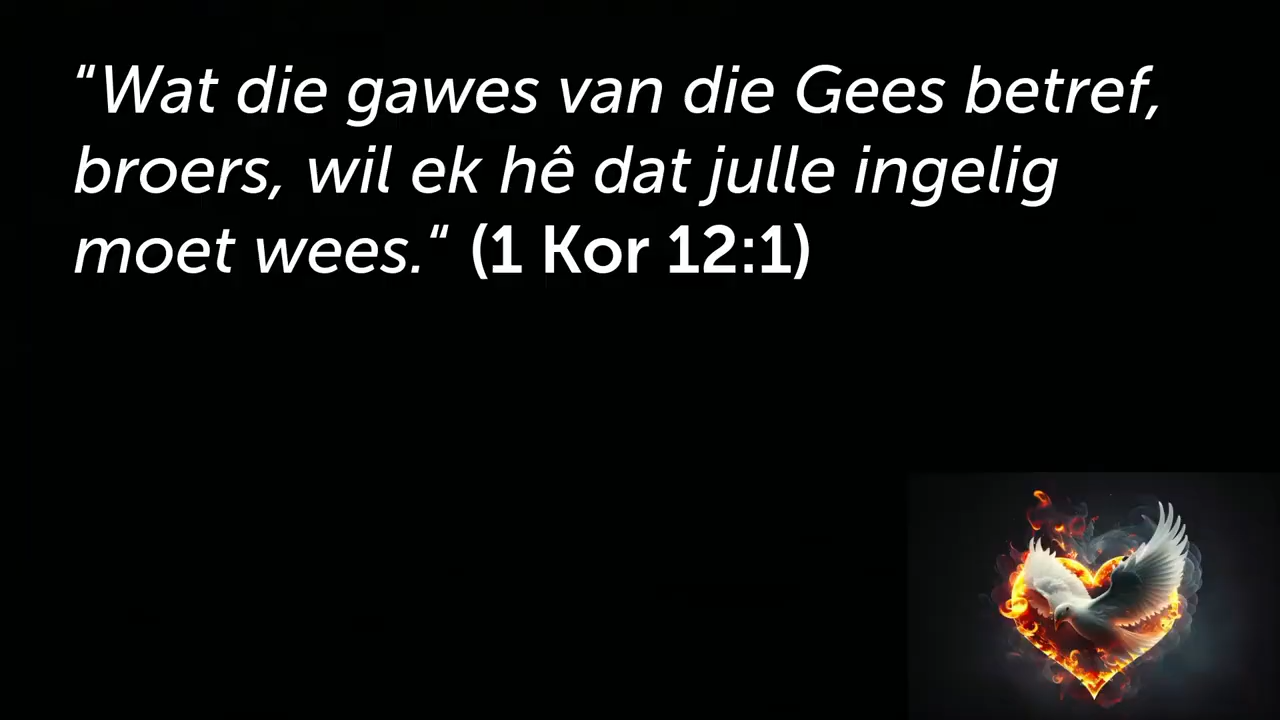 “Wat die gawes van die Gees betref,
broers, wil ek hê dat julle ingelig
moet wees.“ (1 Kor 12:1)